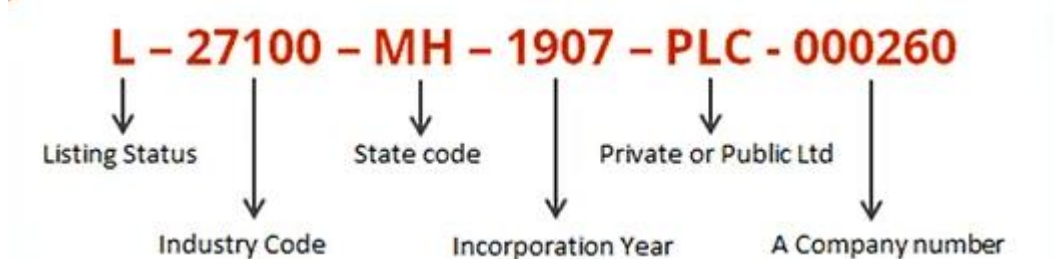 L – 27100 – MH – 1907 – PLC - 000260
Listing Status State code Private or Public Ltd
Industry Code Incorporation Year A Company number